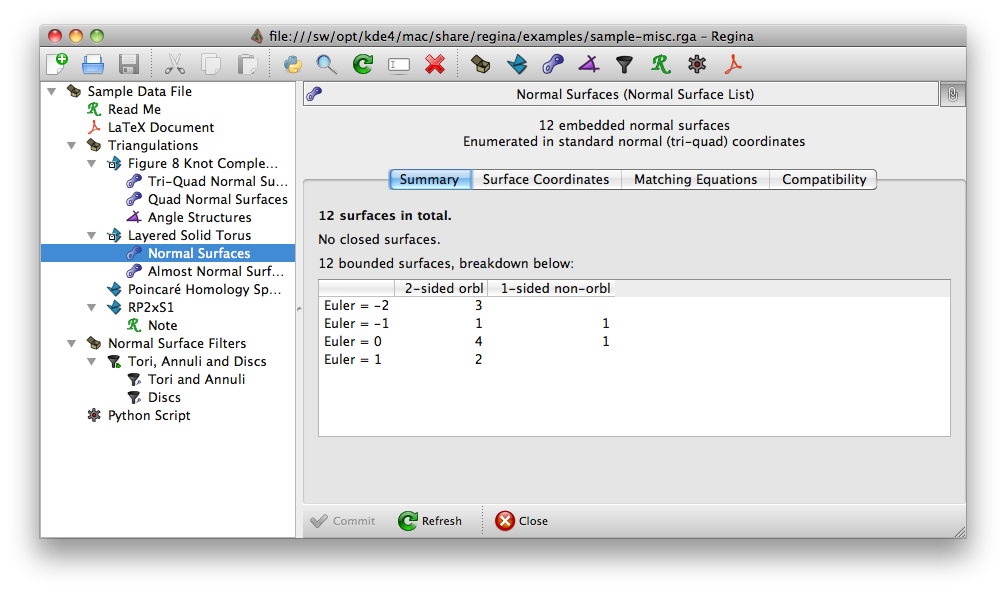 file:///sw/opt/kde4/mac/share/regina/examples/sample-misc.rga – Regina
Sample Data File
Read Me
LaTeX Document
Triangulations
Figure 8 Knot Comple...
Tri-Quad Normal Su...
Quad Normal Surfaces
Angle Structures
Layered Solid Torus
Normal Surfaces
Almost Normal Surf...
Poincaré Homology Sp...
RP2xS1
Note
Normal Surface Filters
Tori, Annuli and Discs
Tori and Annuli
Discs
Python Script
Normal Surfaces (Normal Surface List)
12 embedded normal surfaces
Enumerated in standard normal (tri-quad) coordinates
Summary Surface Coordinates Matching Equations Compatibility
12 surfaces in total.
No closed surfaces.
12 bounded surfaces, breakdown below:
2-sided orbl 1-sided non-orbl
Euler = -2 3
Euler = -1 1 1
Euler = 0 4 1
Euler = 1 2
Commit Refresh Close